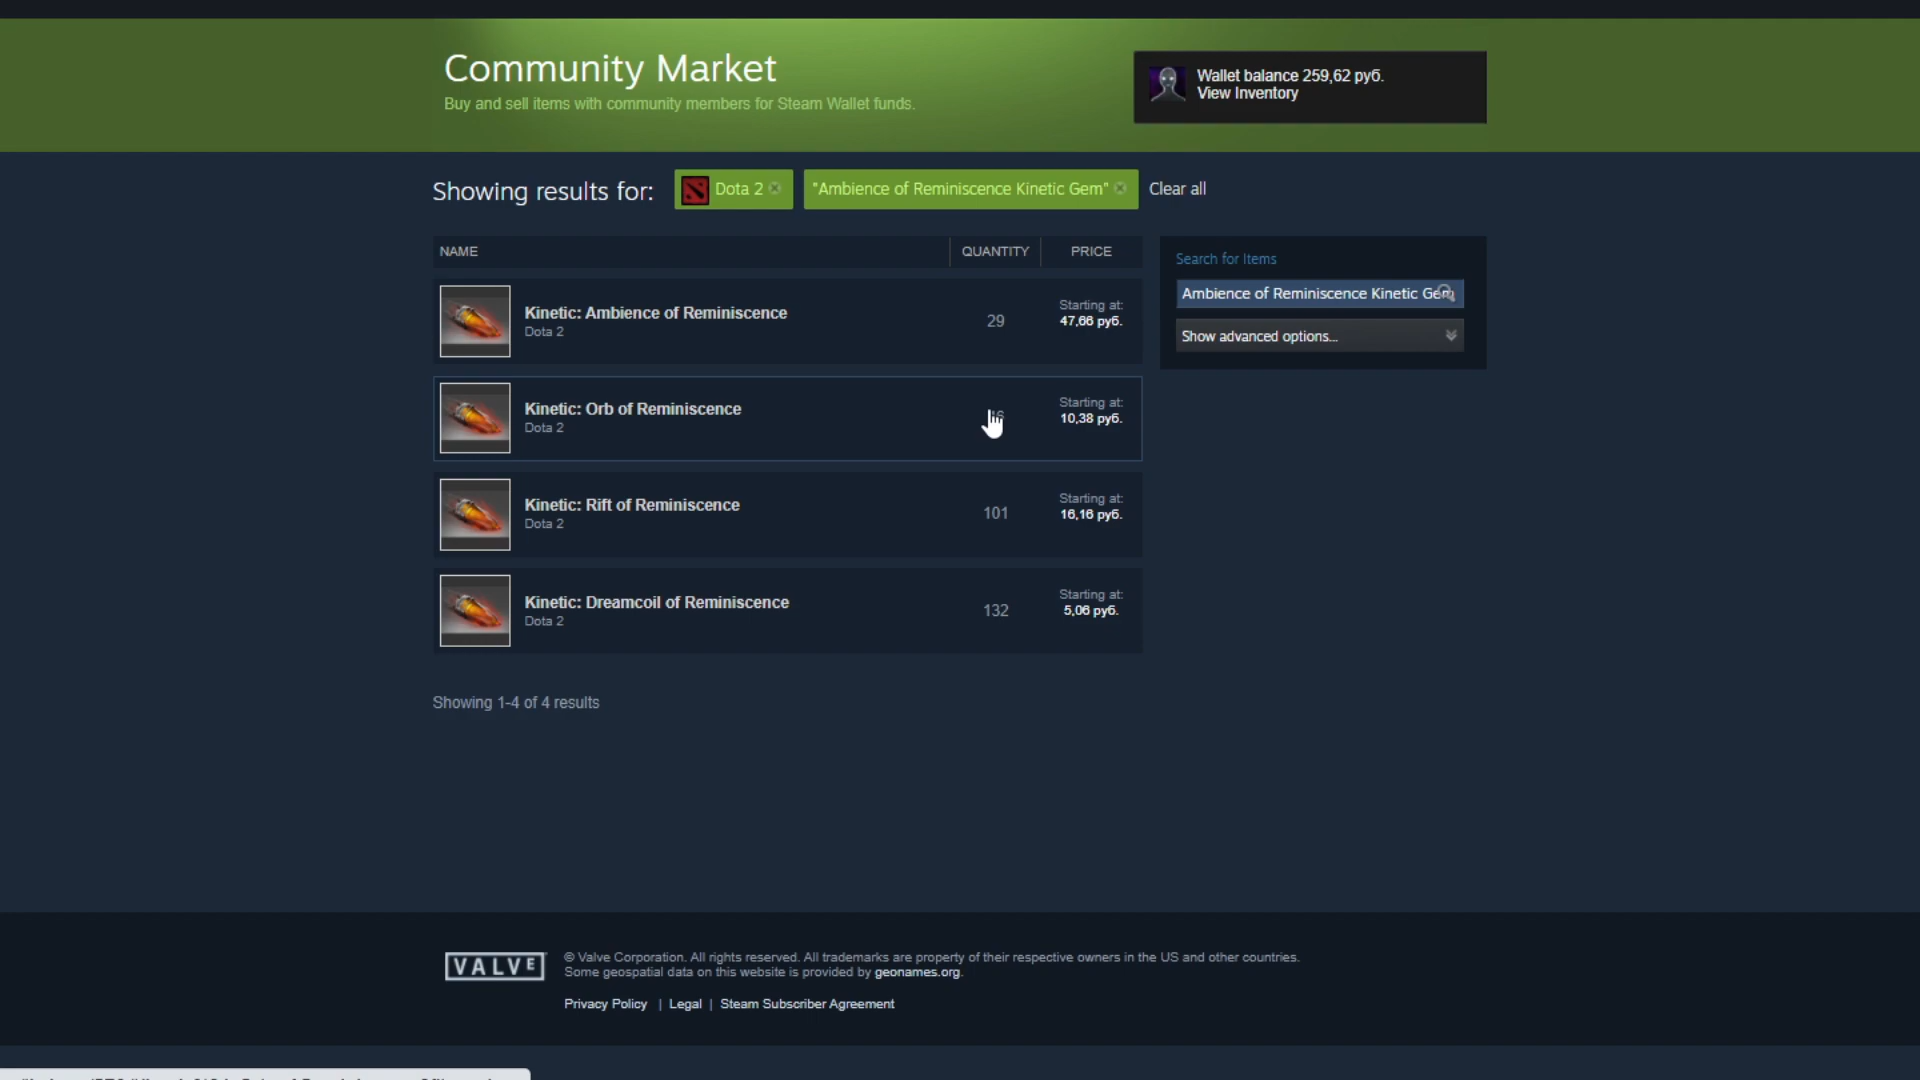 Community Market
Buy and sell items with community members for Steam Wallet funds.
Wallet balance 259,62 pуб.
View Inventory
Showing results for:
Dota 2
"Ambience of Reminiscence Kinetic Gem"
Clear all
NAME
QUANTITY
PRICE
Kinetic: Ambience of Reminiscence
Dota 2
29
Starting at:
47,66 pуб.
Kinetic: Orb of Reminiscence
Dota 2
Starting at:
10,38 pуб.
Kinetic: Rift of Reminiscence
Dota 2
101
Starting at:
16,16 pуб.
Kinetic: Dreamcoil of Reminiscence
Dota 2
132
Starting at:
5,06 pуб.
Showing 1-4 of 4 results
Search for Items
Ambience of Reminiscence Kinetic Gem
Show advanced options...
VALVE
© Valve Corporation. All rights reserved. All trademarks are property of their respective owners in the US and other countries.
Some geospatial data on this website is provided by geonames.org.
Privacy Policy | Legal | Steam Subscriber Agreement